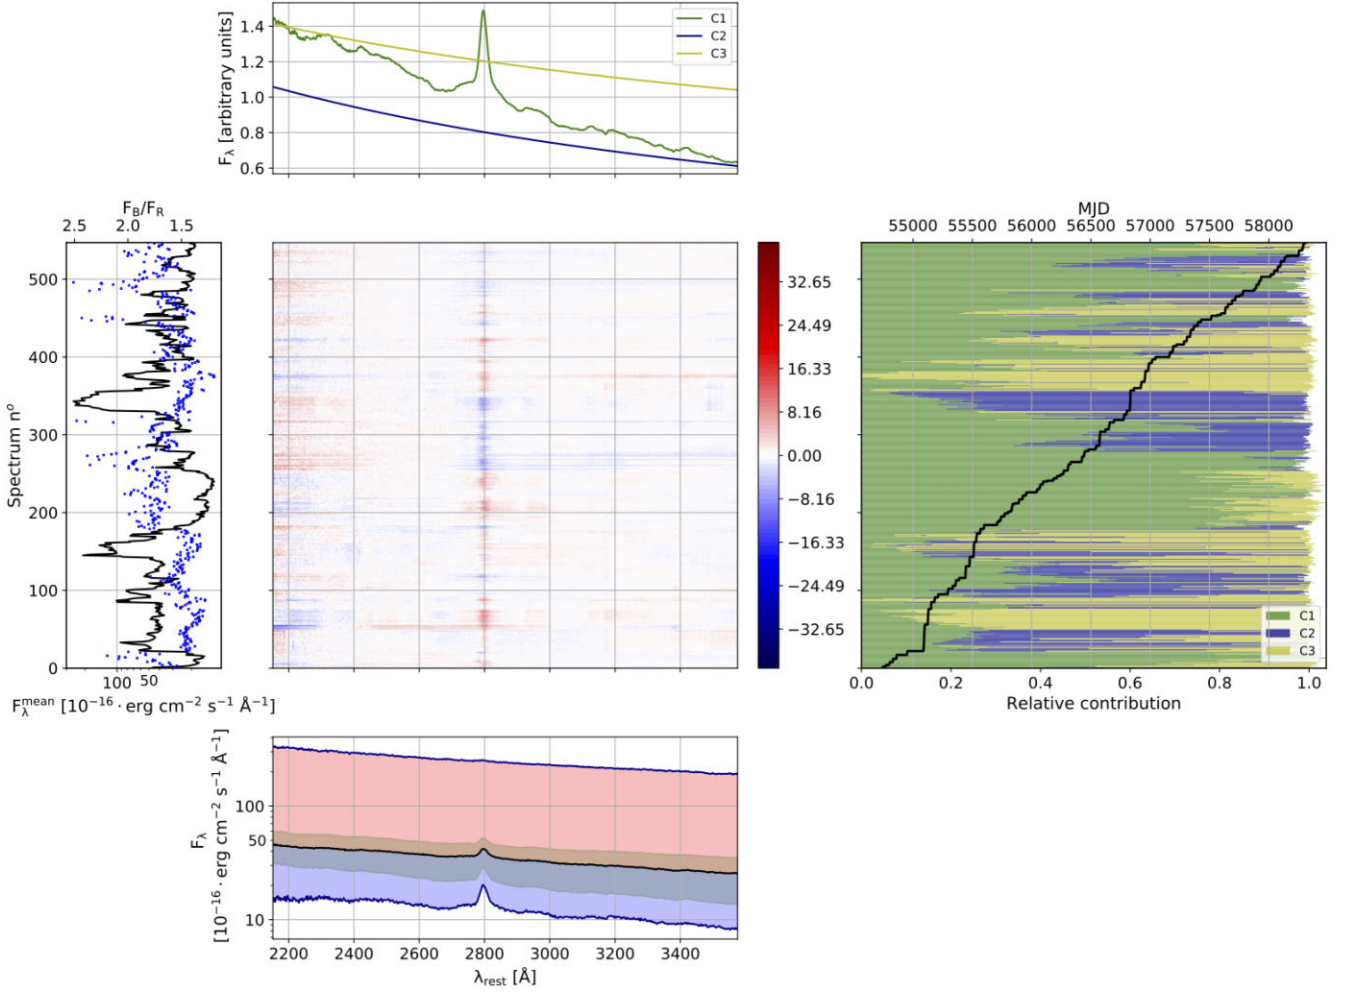 1.4
1.2
1.0
0.8
0.6
F_λ [arbitrary units]
C1
C2
C3
F_B/F_R
2.5 2.0 1.5
500
400
300
200
100
0
Spectrum nº
100 50
F_λ^mean [10⁻¹⁶ · erg cm⁻² s⁻¹ Å⁻¹]
32.65
24.49
16.33
8.16
0.00
−8.16
−16.33
−24.49
−32.65
MJD
55000 55500 56000 56500 57000 57500 58000
C1
C2
C3
0.0 0.2 0.4 0.6 0.8 1.0
Relative contribution
100
50
10
F_λ
[10⁻¹⁶ · erg cm⁻² s⁻¹ Å⁻¹]
2200 2400 2600 2800 3000 3200 3400
λ_rest [Å]